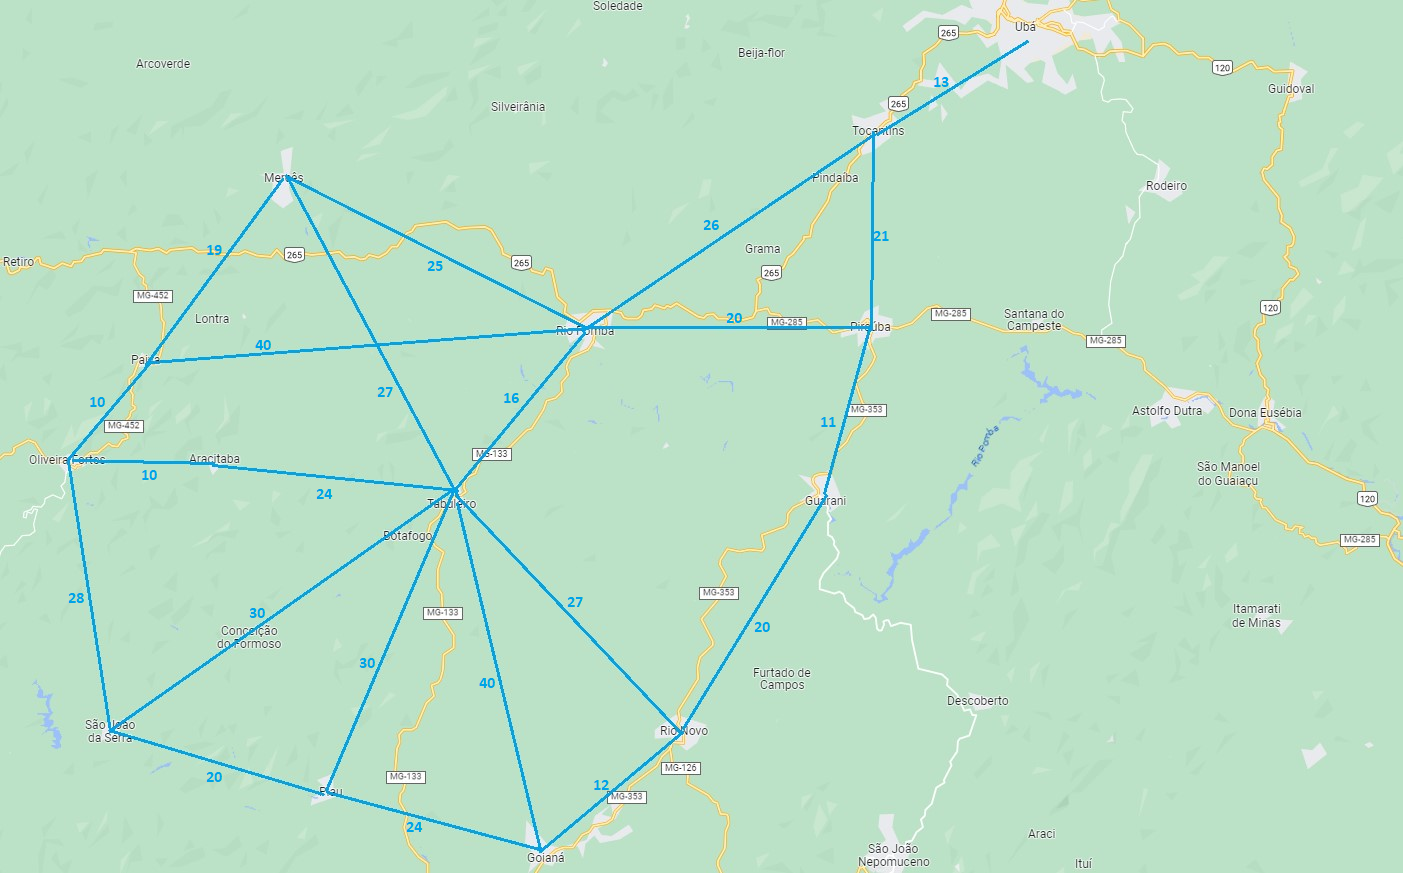 Soledade
Ubá
265
Beija-flor
Arcoverde
120
13
Guidoval
265
Silveirânia
Tocantins
Mercês
Pindaíba
Rodeiro
26
21
19
Grama
265
Retiro
265
25
265
MG-452
120
Lontra
20
MG-285
MG-285
Santana do
Campeste
Rio Pomba
Piraúba
MG-285
40
Paiva
27
16
10
MG-353
Astolfo Dutra
Dona Eusébia
MG-452
11
Rio Pomba
Oliveira Fortes
Aracitaba
MG-133
São Manoel
do Guaiaçu
10
24
120
Tabuleiro
Guarani
Botafogo
MG-285
28
27
MG-353
30
MG-133
Itamarati
de Minas
20
Conceição
do Formoso
30
Furtado de
Campos
40
Descoberto
São João
da Serra
Rio Novo
MG-126
20
MG-133
12
Piau
MG-353
24
Araci
Goianá
São João
Nepomuceno
Ituí